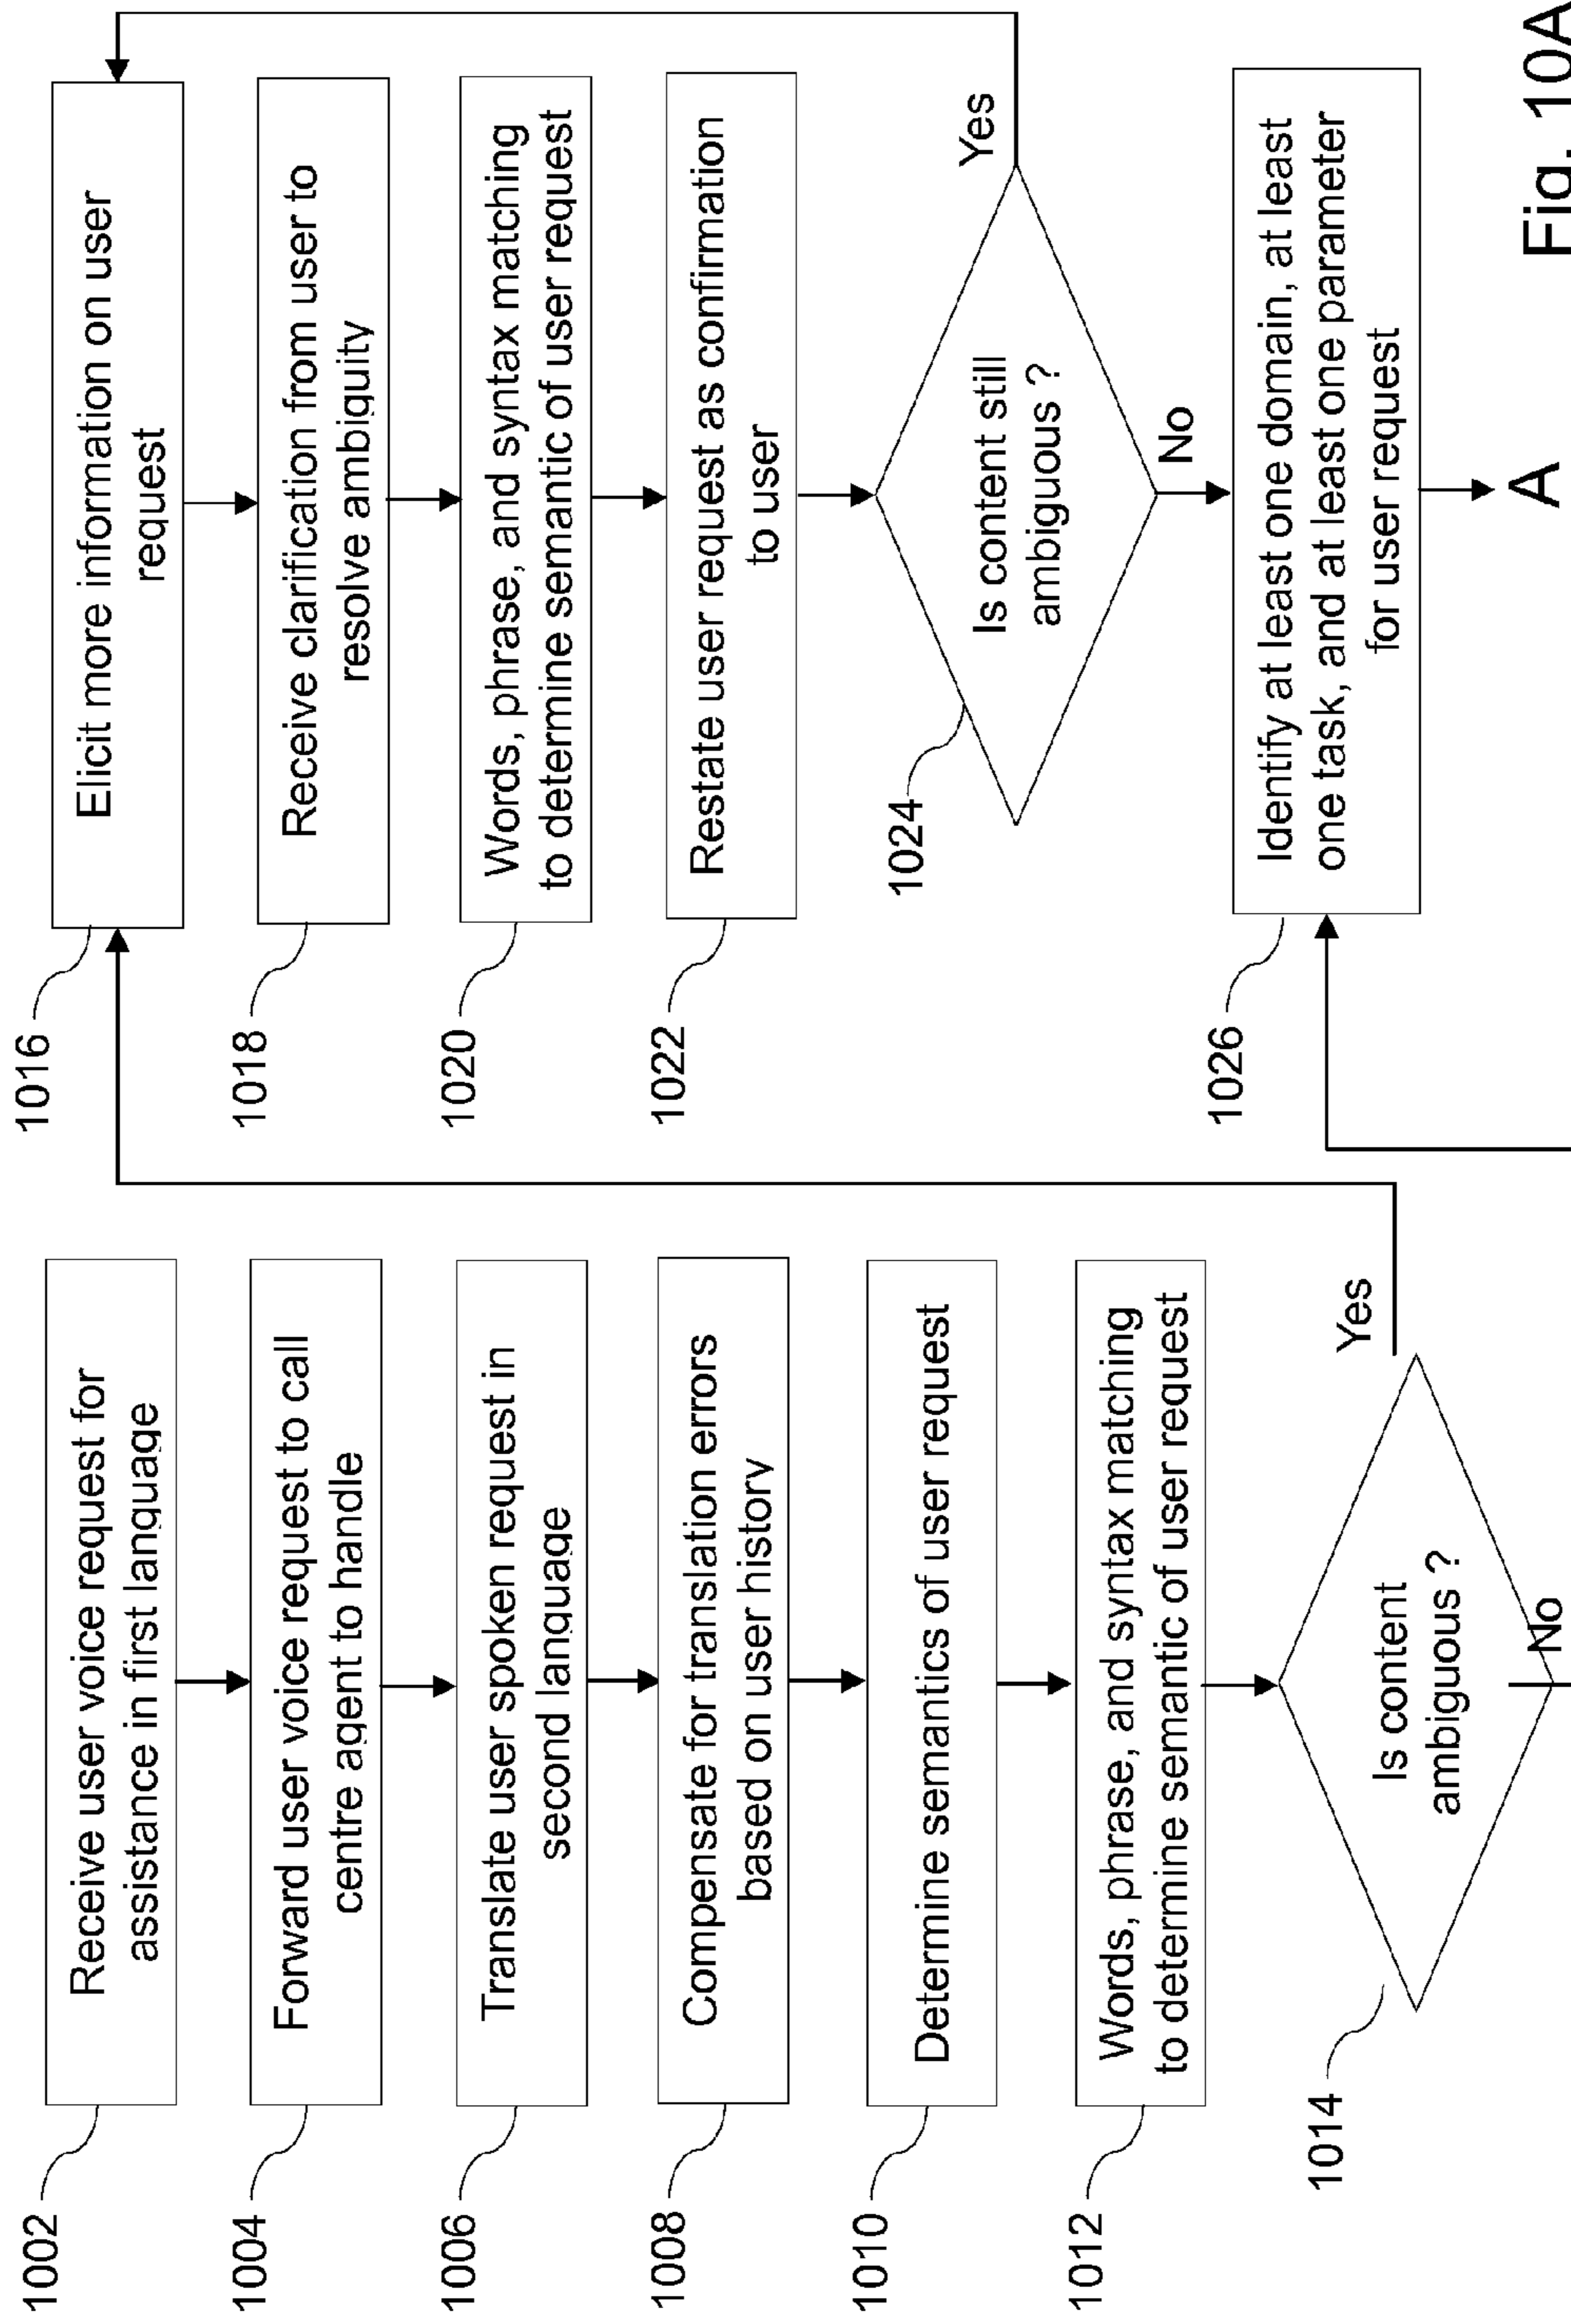 1002
Receive user voice request for
assistance in first language
1004
Forward user voice request to call
centre agent to handle
1006
Translate user spoken request in
second language
1008
Compensate for translation errors
based on user history
1010
Determine semantics of user request
1012
Words, phrase, and syntax matching
to determine semantic of user request
1014
Is content
ambiguous ?
Yes
No
1016
Elicit more information on user
request
1018
Receive clarification from user to
resolve ambiguity
1020
Words, phrase, and syntax matching
to determine semantic of user request
1022
Restate user request as confirmation
to user
1024
Is content still
ambiguous ?
Yes
No
1026
Identify at least one domain, at least
one task, and at least one parameter
for user request
A
Fig. 10A